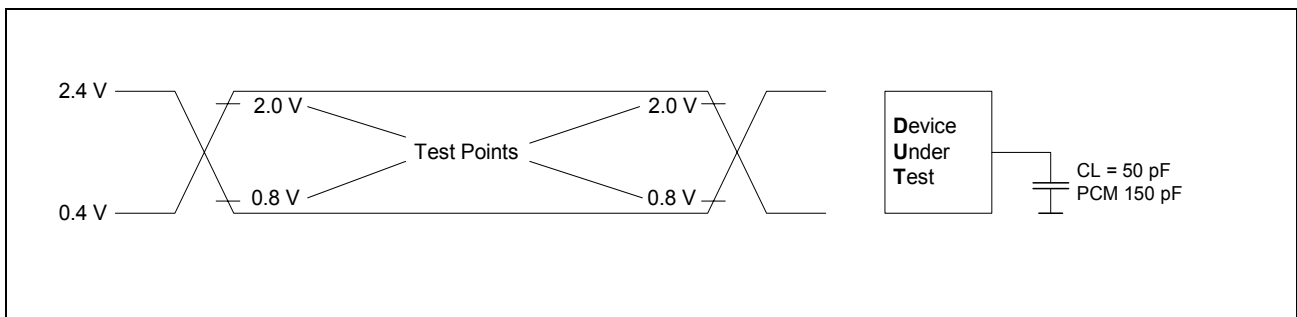 2.4 V
2.0 V
2.0 V
Test Points
0.8 V
0.8 V
0.4 V
Device
Under
Test
CL = 50 pF
PCM 150 pF